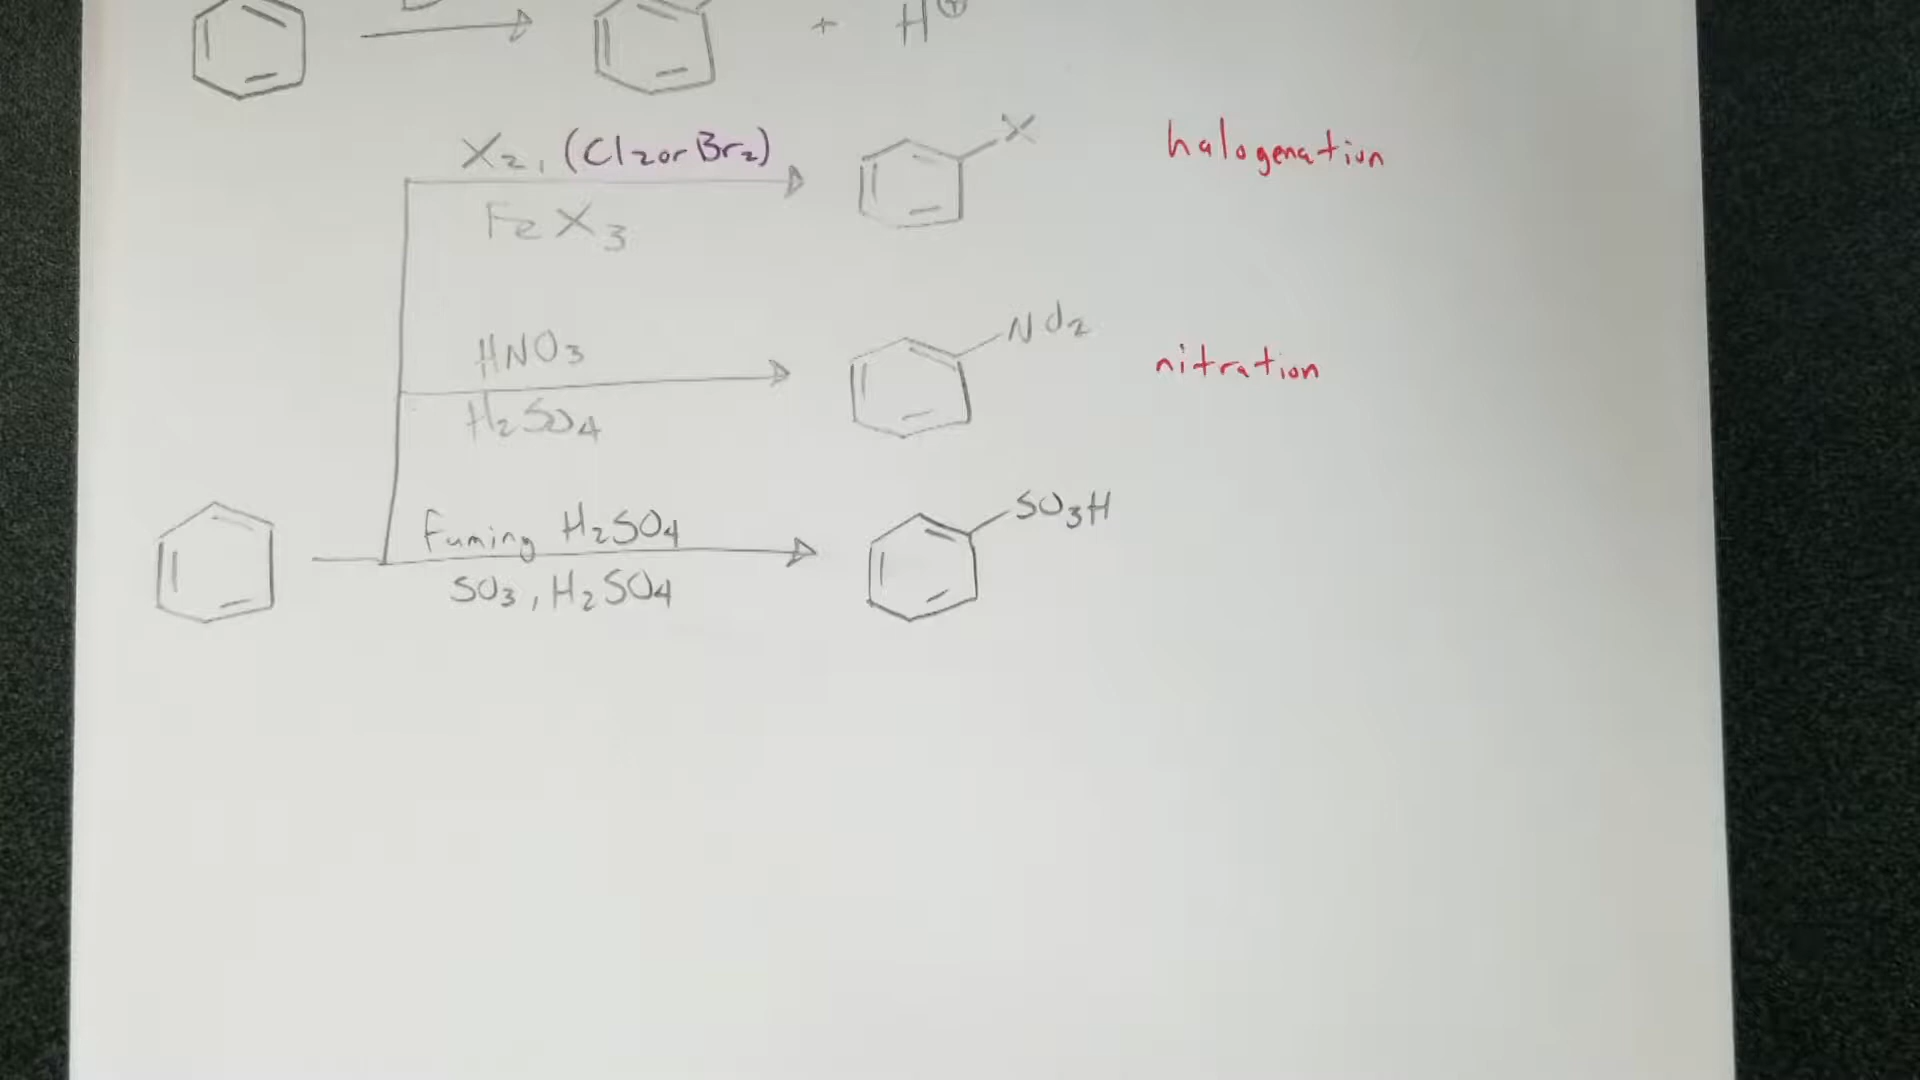 + H⊕
X2, (Cl2 or Br2)
FeX3
X
halogenation
HNO3
H2SO4
NO2
nitration
Fuming H2SO4
SO3, H2SO4
SO3H